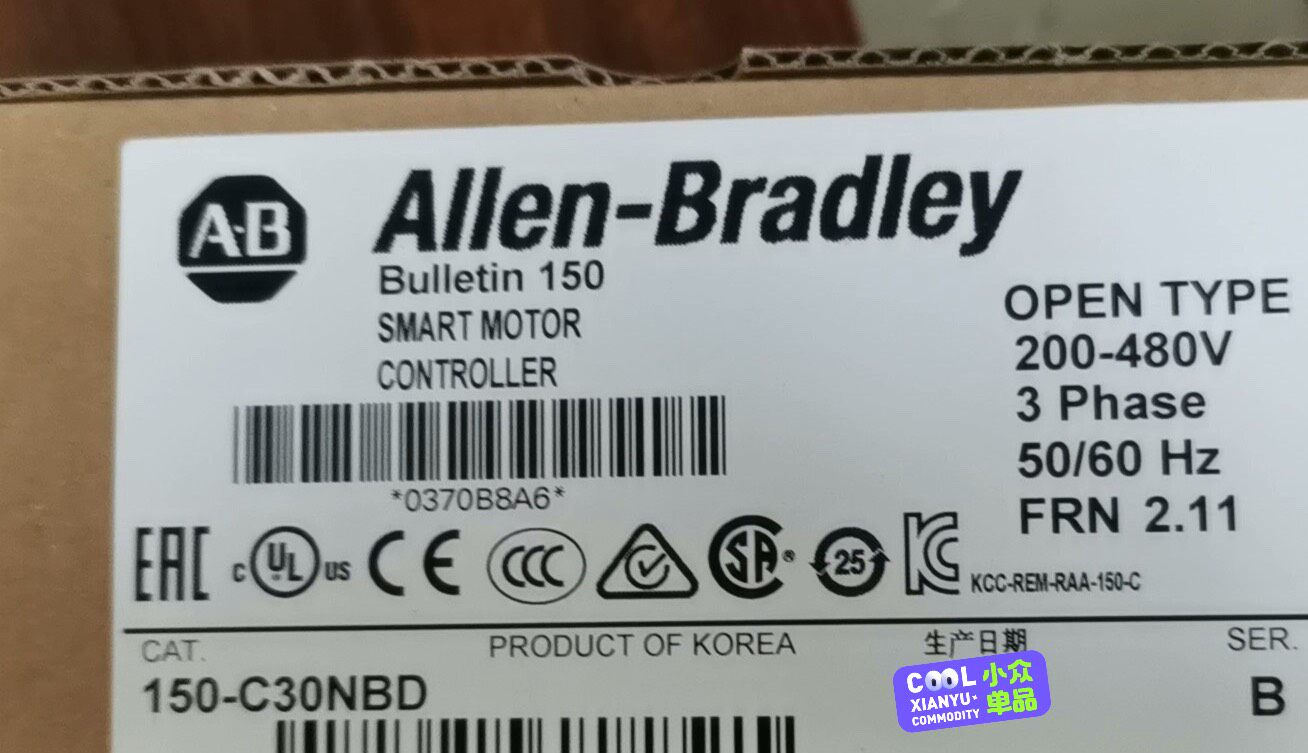 A-B Allen-Bradley
Bulletin 150
SMART MOTOR
CONTROLLER
*0370B8A6*
OPEN TYPE
200-480V
3 Phase
50/60 Hz
FRN 2.11
EAC c UL US CE CCC SA ® 25 KC KCC-REM-RAA-150-C
CAT. PRODUCT OF KOREA 生产日期 SER.
150-C30NBD B
COOL 小众
XIANYU 单品
COMMODITY